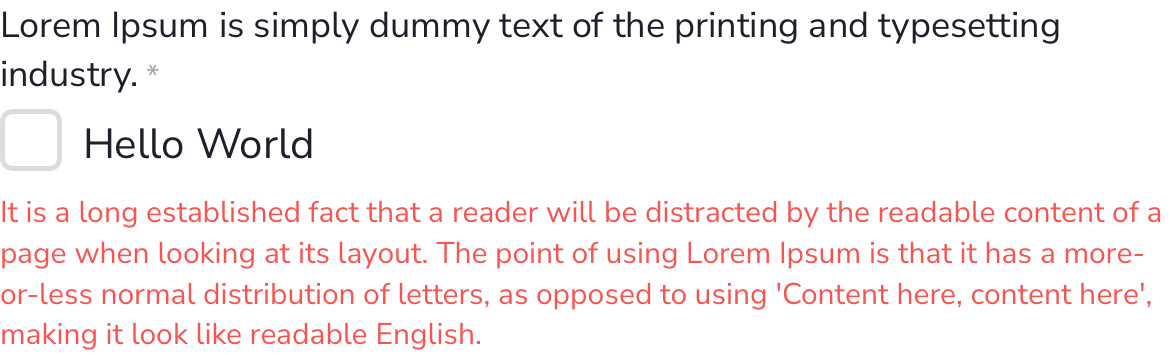 Lorem Ipsum is simply dummy text of the printing and typesetting
industry. *
Hello World
It is a long established fact that a reader will be distracted by the readable content of a
page when looking at its layout. The point of using Lorem Ipsum is that it has a more-
or-less normal distribution of letters, as opposed to using 'Content here, content here',
making it look like readable English.